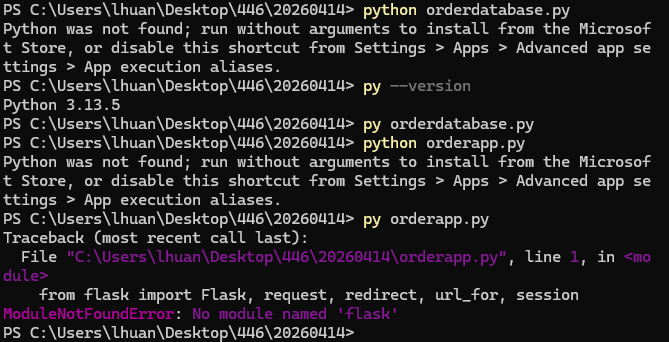 PS C:\Users\lhuan\Desktop\446\20260414> python orderdatabase.py
Python was not found; run without arguments to install from the Microsof
t Store, or disable this shortcut from Settings > Apps > Advanced app se
ttings > App execution aliases.
PS C:\Users\lhuan\Desktop\446\20260414> py --version
Python 3.13.5
PS C:\Users\lhuan\Desktop\446\20260414> py orderdatabase.py
PS C:\Users\lhuan\Desktop\446\20260414> python orderapp.py
Python was not found; run without arguments to install from the Microsof
t Store, or disable this shortcut from Settings > Apps > Advanced app se
ttings > App execution aliases.
PS C:\Users\lhuan\Desktop\446\20260414> py orderapp.py
Traceback (most recent call last):
  File "C:\Users\lhuan\Desktop\446\20260414\orderapp.py", line 1, in <mo
dule>
    from flask import Flask, request, redirect, url_for, session
ModuleNotFoundError: No module named 'flask'
PS C:\Users\lhuan\Desktop\446\20260414>